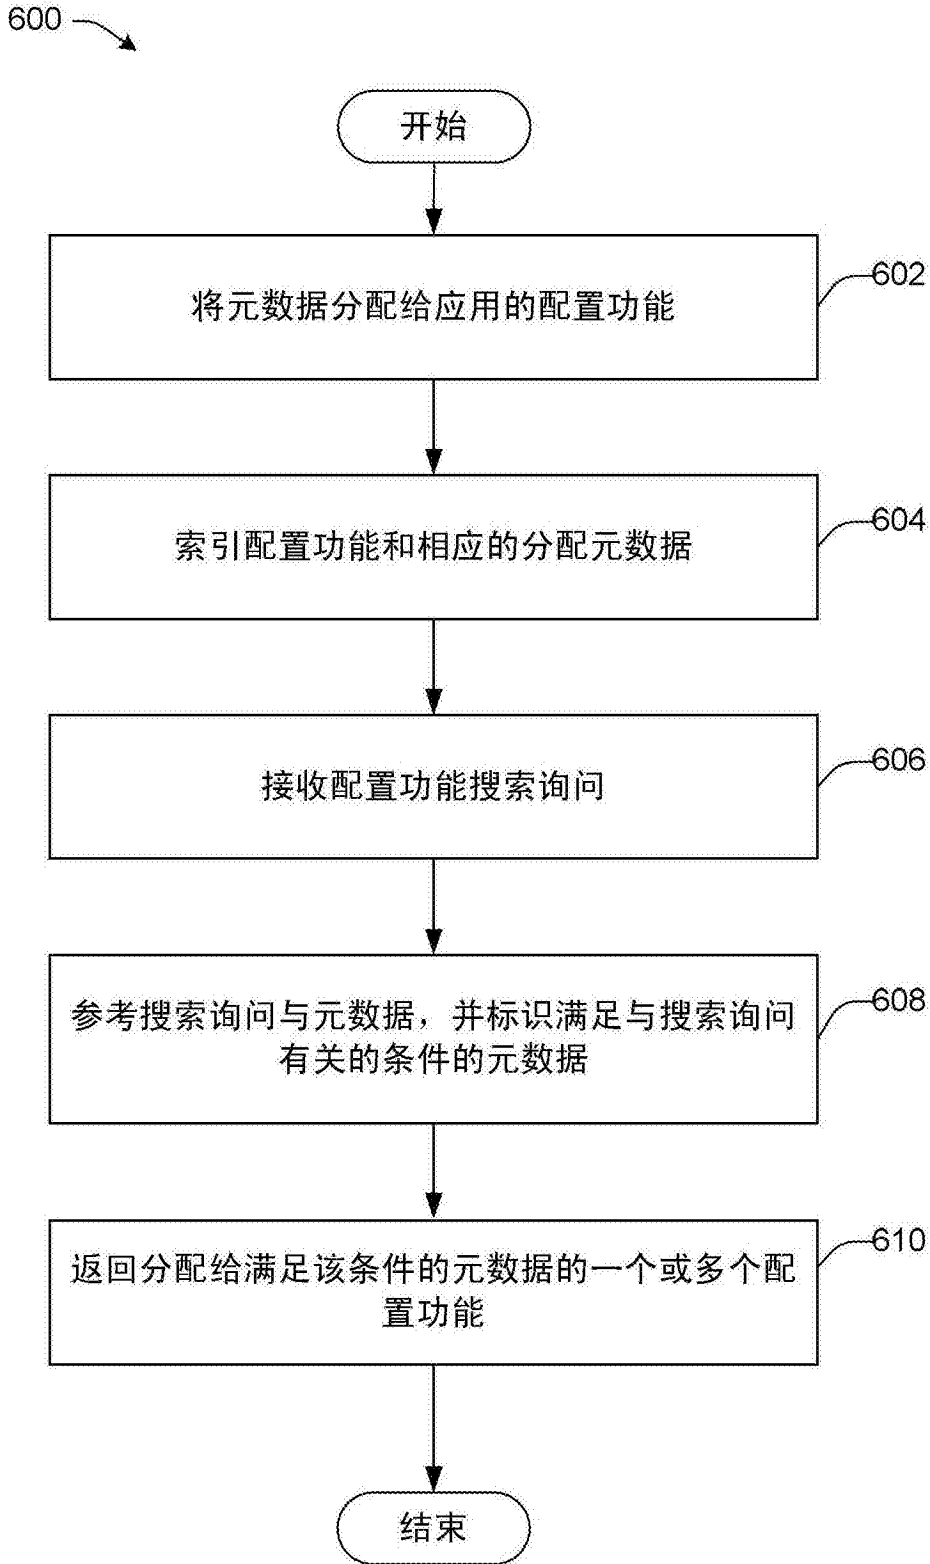 600
开始
将元数据分配给应用的配置功能
602
索引配置功能和相应的分配元数据
604
接收配置功能搜索询问
606
参考搜索询问与元数据，并标识满足与搜索询问
有关的条件的元数据
608
返回分配给满足该条件的元数据的一个或多个配
置功能
610
结束